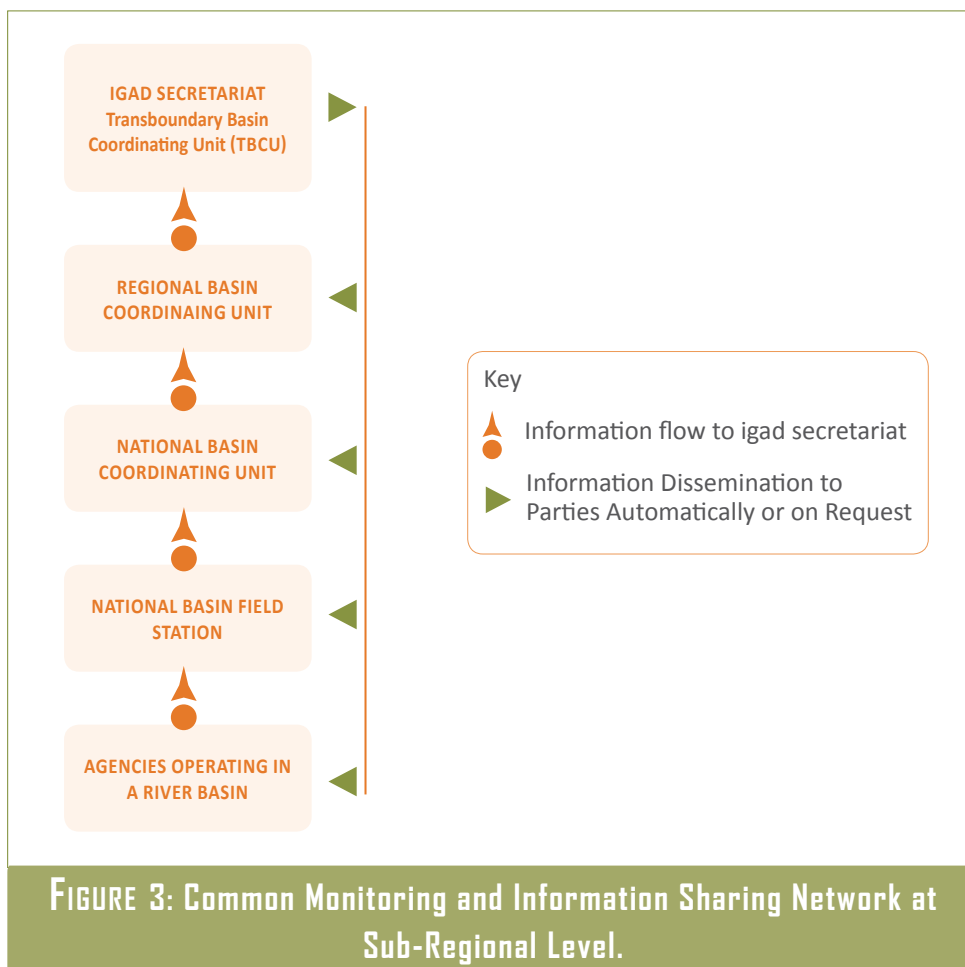 IGAD SECRETARIAT
Transboundary Basin
Coordinating Unit (TBCU)
REGIONAL BASIN
COORDINAING UNIT
NATIONAL BASIN
COORDINATING UNIT
NATIONAL BASIN FIELD
STATION
AGENCIES OPERATING IN
A RIVER BASIN
Key
Information flow to igad secretariat
Information Dissemination to
Parties Automatically or on Request
FIGURE 3: Common Monitoring and Information Sharing Network at
Sub-Regional Level.